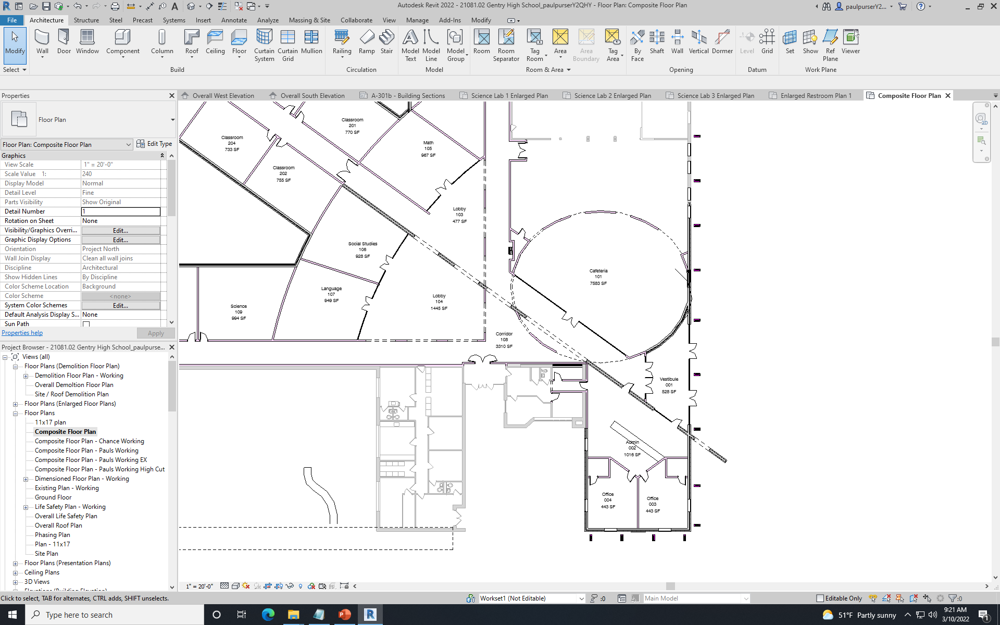 Autodesk Revit 2022 - 21081.02 Gentry High School_paulpurserY2QHY - Floor Plan: Composite Floor Plan
paulpurserY2...
File Architecture Structure Steel Precast Systems Insert Annotate Analyze Massing & Site Collaborate View Manage Add-Ins Modify
Modify Wall Door Window Component Column Roof Ceiling Floor Curtain System Curtain Grid Mullion Railing Ramp Stair Model Text Model Line Model Group Room Room Separator Tag Room Area Area Boundary Tag Area By Face Shaft Wall Vertical Dormer Level Grid Set Show Ref Plane Viewer
Select Build Circulation Model Room & Area Opening Datum Work Plane
Properties
Overall West Elevation Overall South Elevation A-301b - Building Sections Science Lab 1 Enlarged Plan Science Lab 2 Enlarged Plan Science Lab 3 Enlarged Plan Enlarged Restroom Plan 1 Composite Floor Plan
Floor Plan
Floor Plan: Composite Floor Plan Edit Type
Graphics
View Scale 1" = 20'-0"
Scale Value 1: 240
Display Model Normal
Detail Level Fine
Parts Visibility Show Original
Detail Number 1
Rotation on Sheet None
Visibility/Graphics Overri... Edit...
Graphic Display Options Edit...
Orientation Project North
Wall Join Display Clean all wall joins
Discipline Architectural
Show Hidden Lines By Discipline
Color Scheme Location Background
Color Scheme <none>
System Color Schemes Edit...
Default Analysis Display S... None
Sun Path
Properties help Apply
Project Browser - 21081.02 Gentry High School_paulpurse...
Views (all)
Floor Plans (Demolition Floor Plan)
Demolition Floor Plan - Working
Overall Demoltion Floor Plan
Site / Roof Demolition Plan
Floor Plans (Enlarged Floor Plans)
Floor Plans
11x17 plan
Composite Floor Plan
Composite Floor Plan - Chance Working
Composite Floor Plan - Pauls Working
Composite Floor Plan - Pauls Working EX
Composite Floor Plan - Pauls Working High Cut
Dimensioned Floor Plan - Working
Existing Plan - Working
Ground Floor
Life Safety Plan - Working
Overall Life Safety Plan
Overall Roof Plan
Phasing Plan
Plan - 11x17
Site Plan
Floor Plans (Presentation Plans)
Ceiling Plans
3D Views
Elevations (Building Elevation)
Classroom
201
770 SF
Classroom
204
733 SF
Math
105
967 SF
Classroom
202
755 SF
Lobby
103
477 SF
Social Studies
106
928 SF
Cafeteria
101
7583 SF
Language
107
949 SF
Lobby
104
1445 SF
Science
109
994 SF
Corridor
108
3310 SF
Vestibule
001
528 SF
Admin
002
1016 SF
Office
004
443 SF
Office
003
443 SF
2D
1" = 20'-0"
Click to select, TAB for alternates, CTRL adds, SHIFT unselects. Workset1 (Not Editable) :0 Main Model Editable Only :0
Type here to search
51°F Partly sunny
9:21 AM
3/10/2022
1